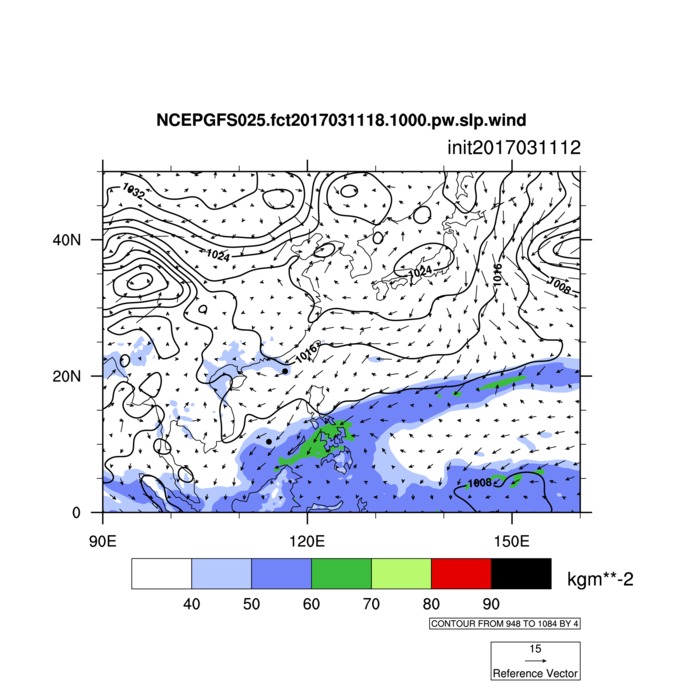 NCEPGFS025.fct2017031118.1000.pw.slp.wind
init2017031112
1032
1024
1024
1016
1008
1016
1008
40N
20N
0
90E 120E 150E
40 50 60 70 80 90
kgm**-2
CONTOUR FROM 948 TO 1084 BY 4
15
Reference Vector